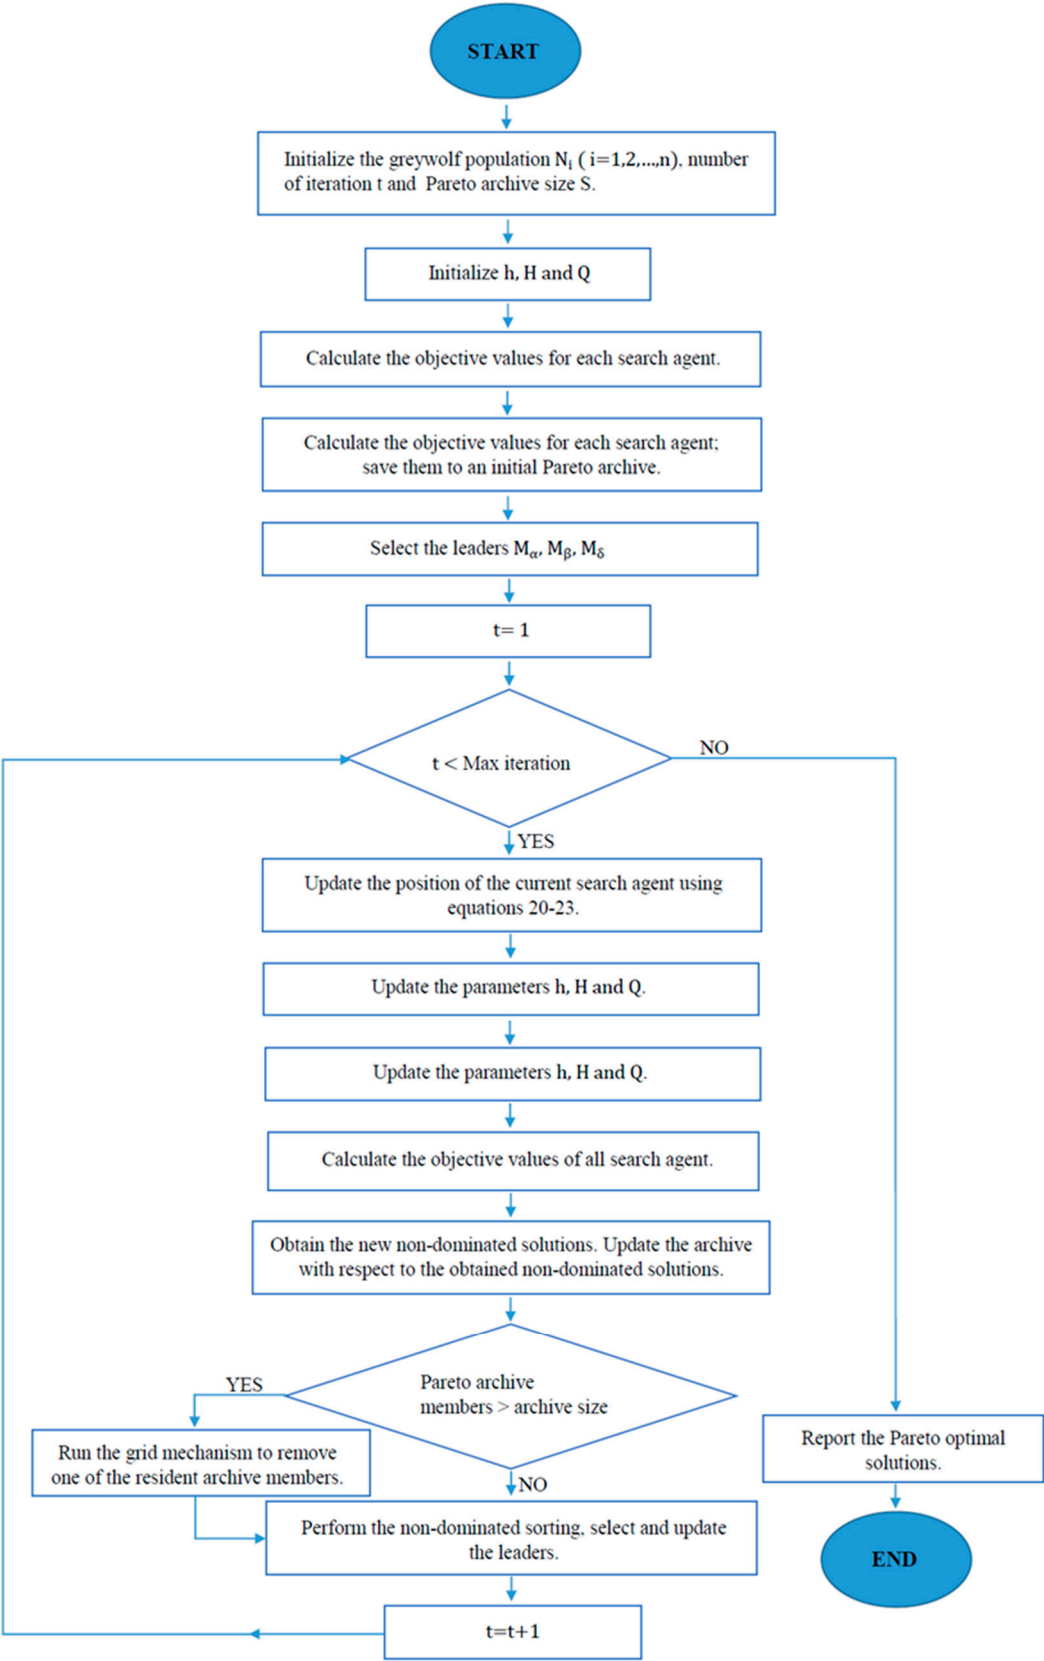 START
Initialize the greywolf population Nᵢ ( i=1,2,...,n), number
of iteration t and Pareto archive size S.
Initialize h, H and Q
Calculate the objective values for each search agent.
Calculate the objective values for each search agent;
save them to an initial Pareto archive.
Select the leaders Mα, Mβ, Mδ
t= 1
t < Max iteration
NO
YES
Update the position of the current search agent using
equations 20-23.
Update the parameters h, H and Q.
Update the parameters h, H and Q.
Calculate the objective values of all search agent.
Obtain the new non-dominated solutions. Update the archive
with respect to the obtained non-dominated solutions.
Pareto archive
members > archive size
YES
Run the grid mechanism to remove
one of the resident archive members.
NO
Perform the non-dominated sorting, select and update
the leaders.
t=t+1
Report the Pareto optimal
solutions.
END